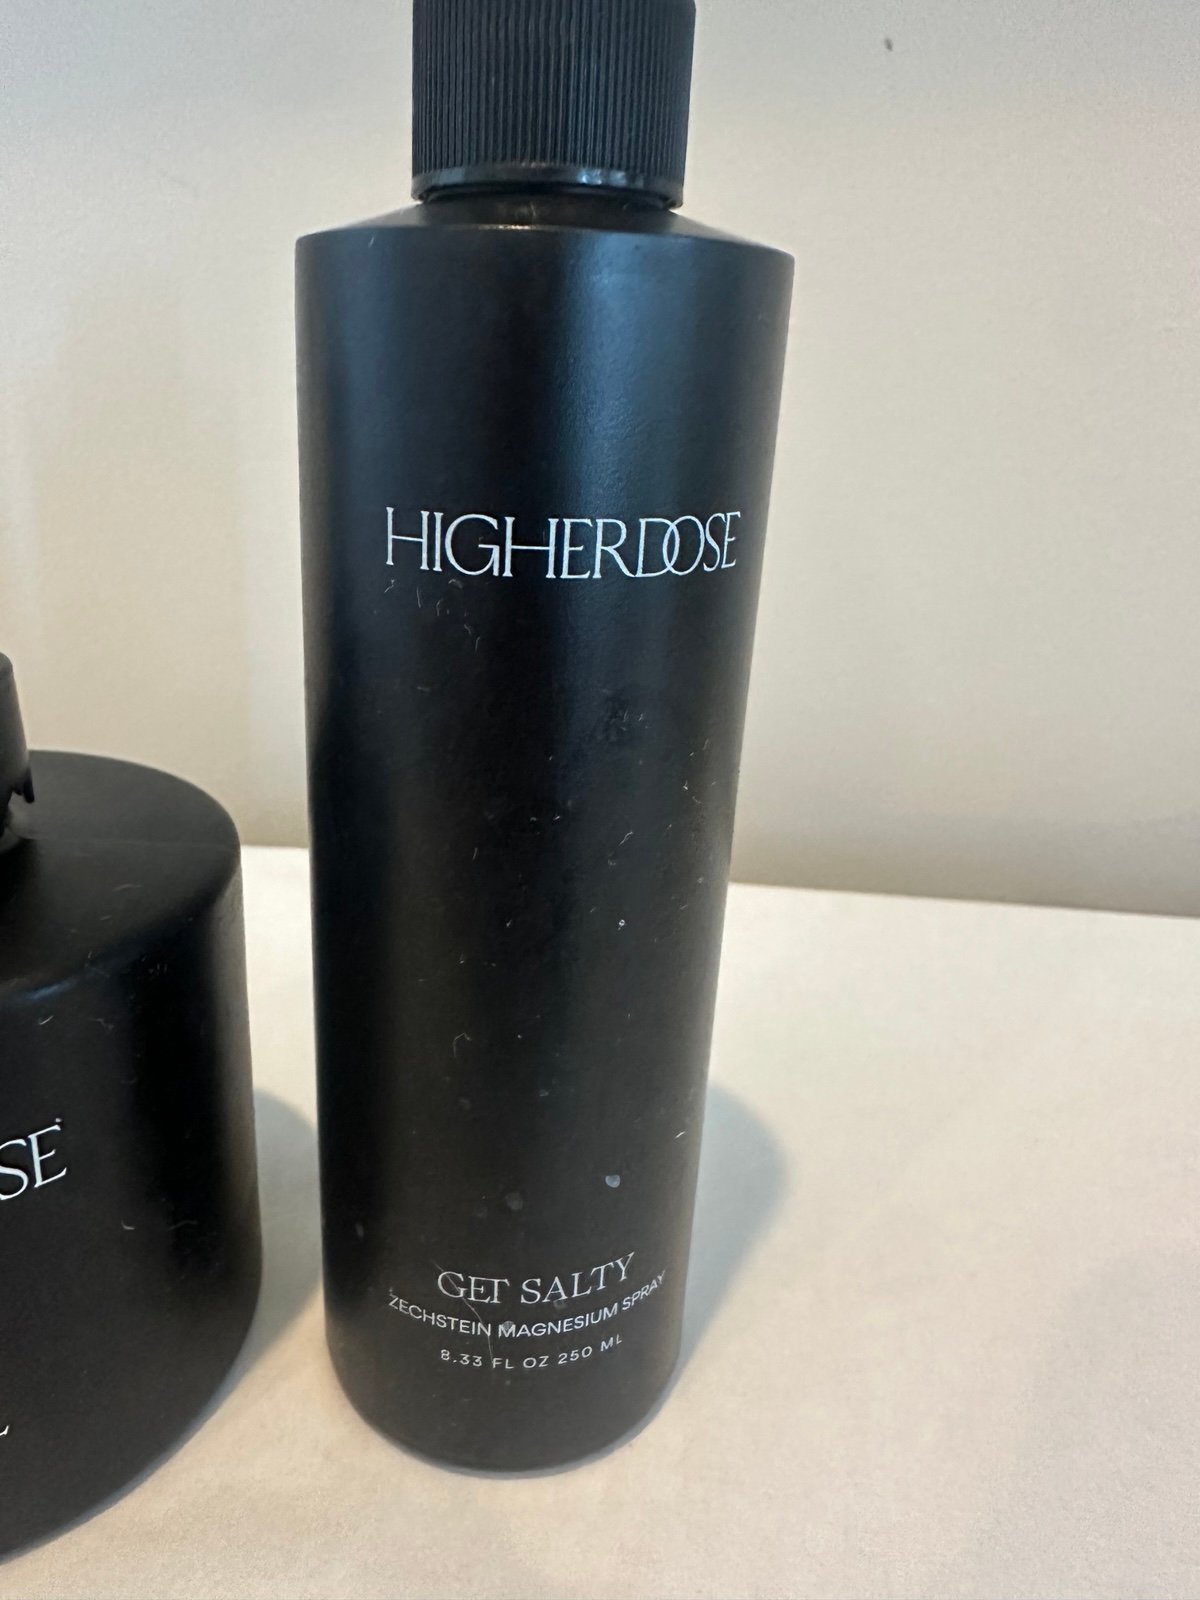 HIGHERDOSE
GET SALTY
ZECHSTEIN MAGNESIUM SPRAY
8.33 FL OZ 250 ML
SE